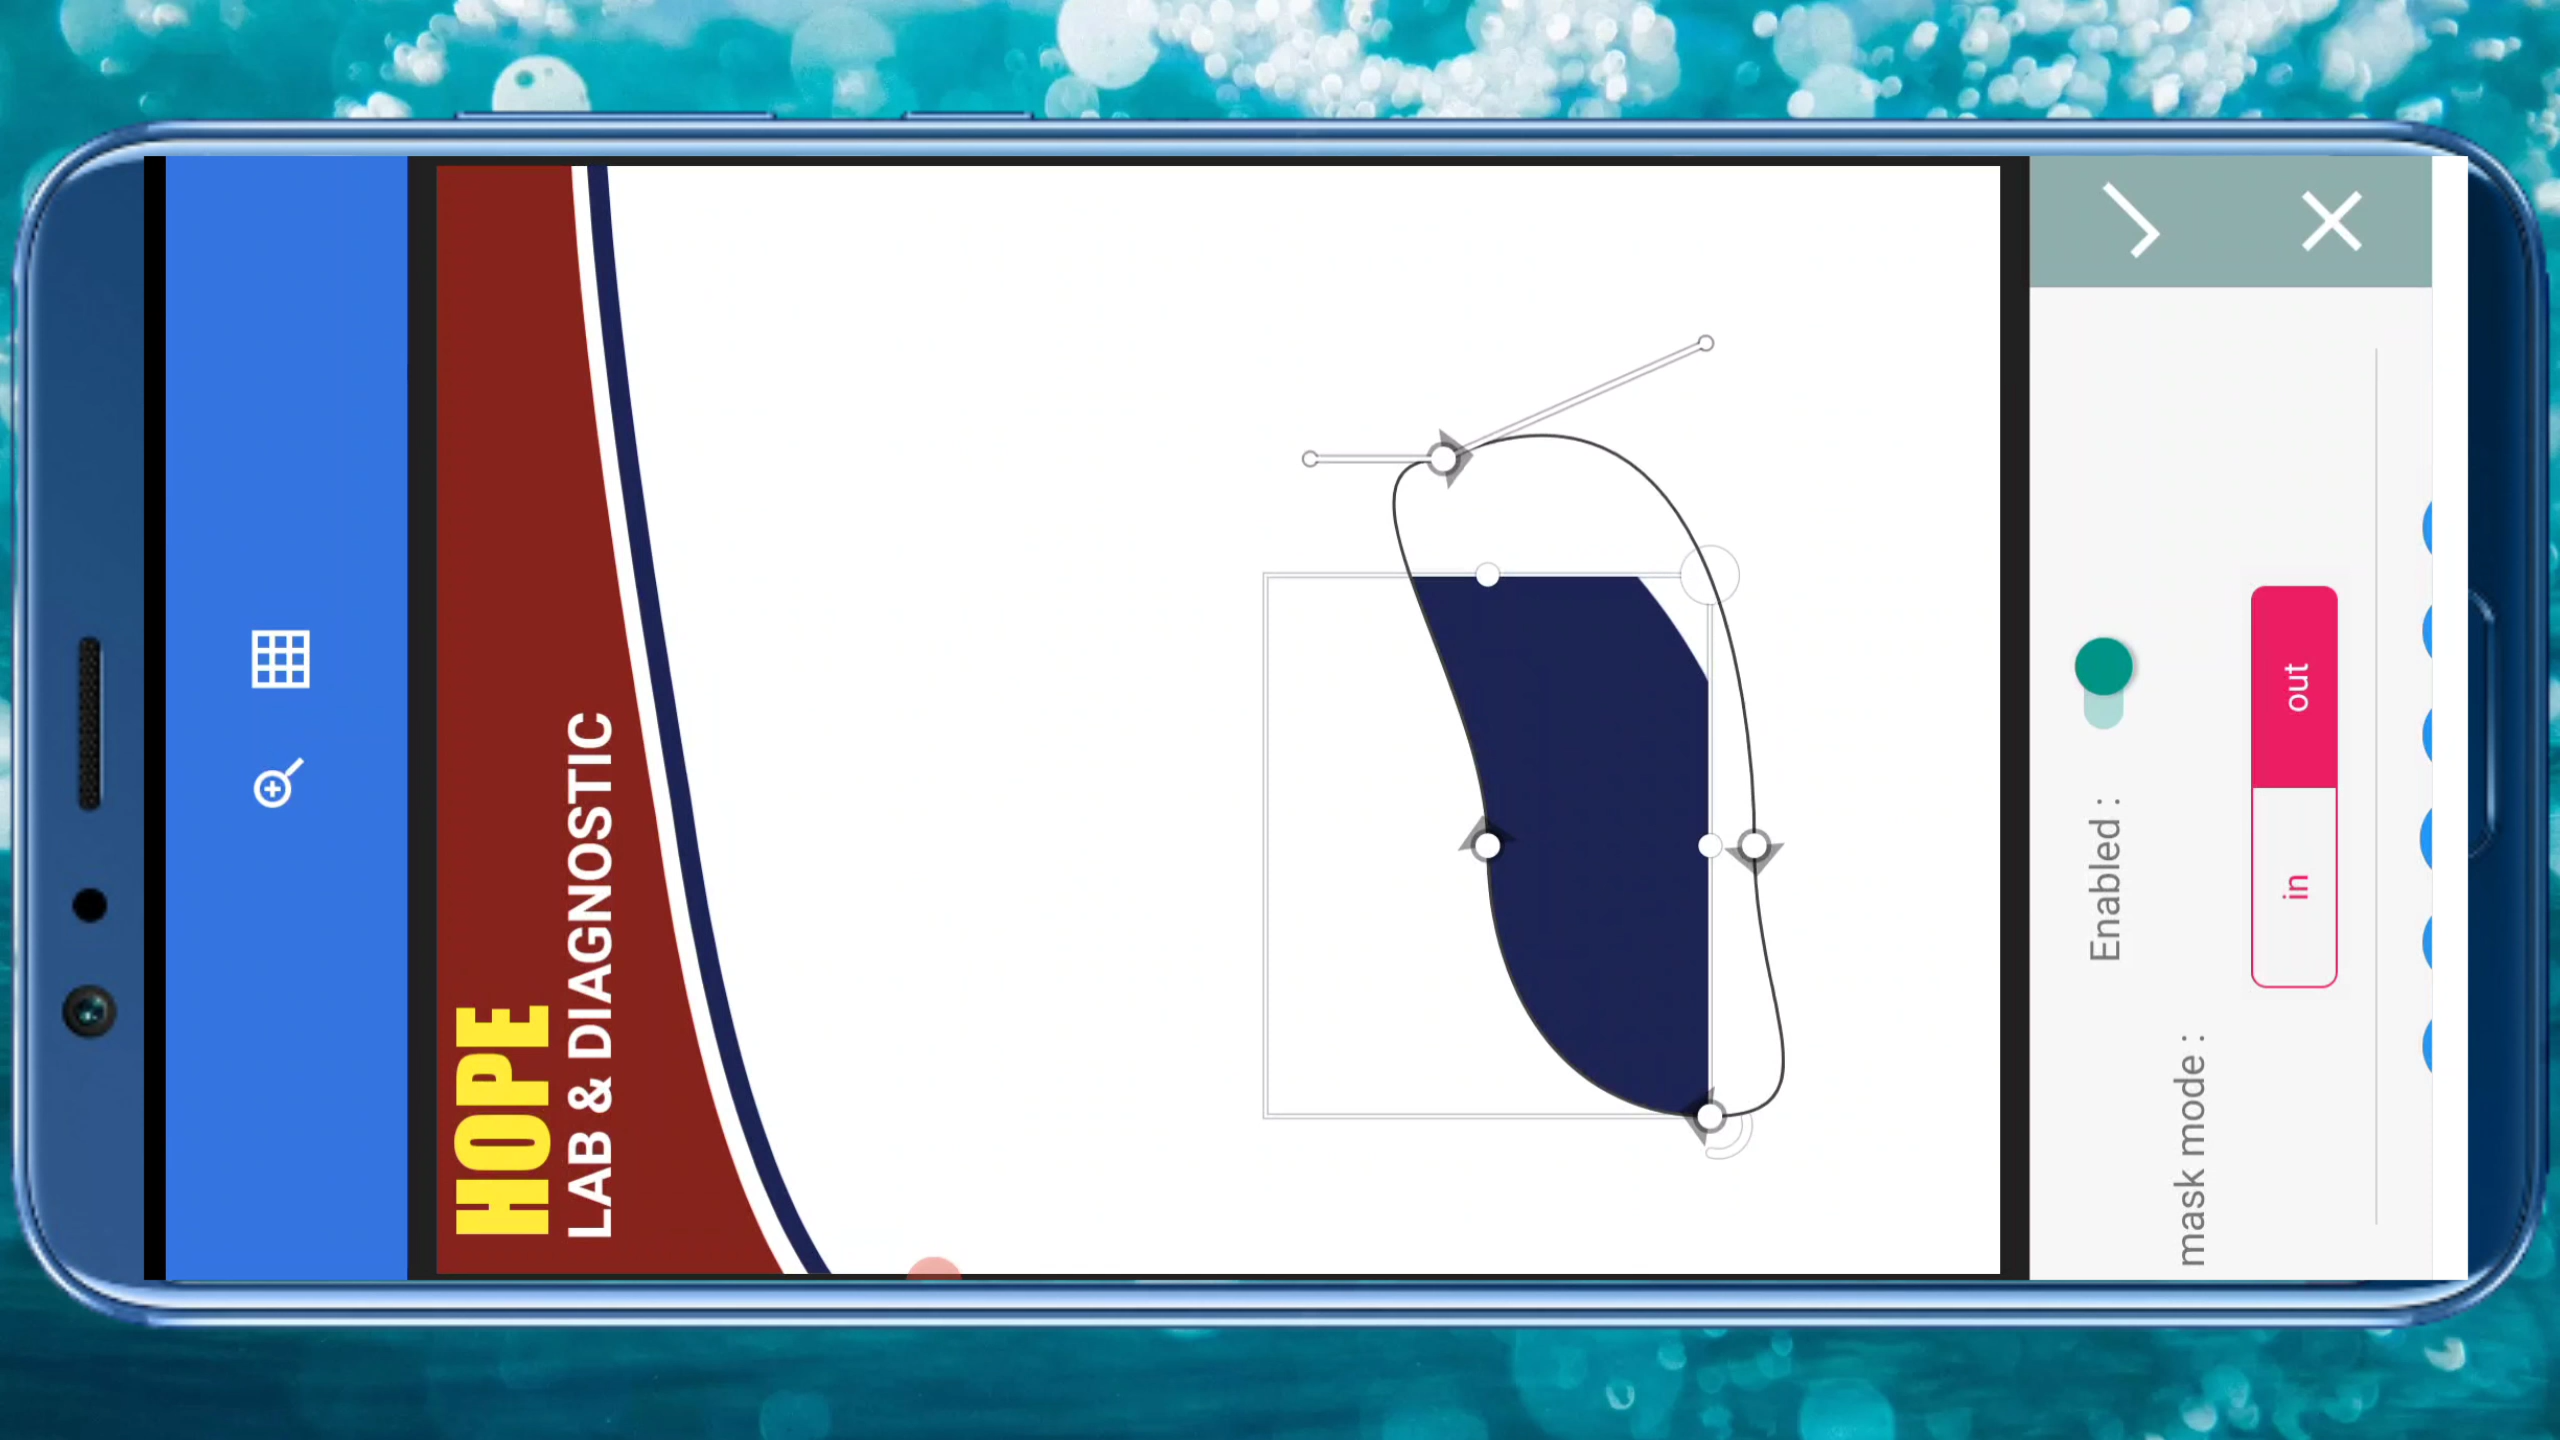 HOPE
LAB & DIAGNOSTIC
Enabled :
mask mode :
in
out